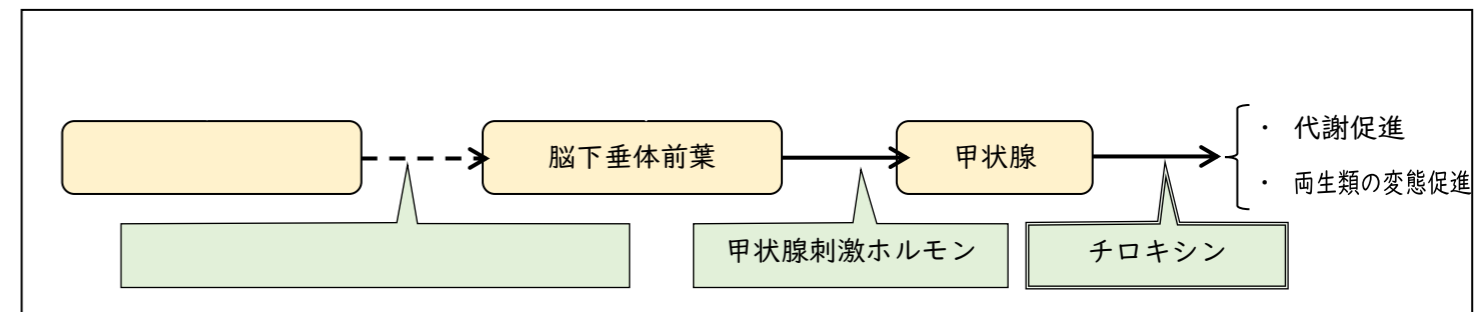 脳下垂体前葉
甲状腺
・ 代謝促進
・ 両生類の変態促進
甲状腺刺激ホルモン
チロキシン